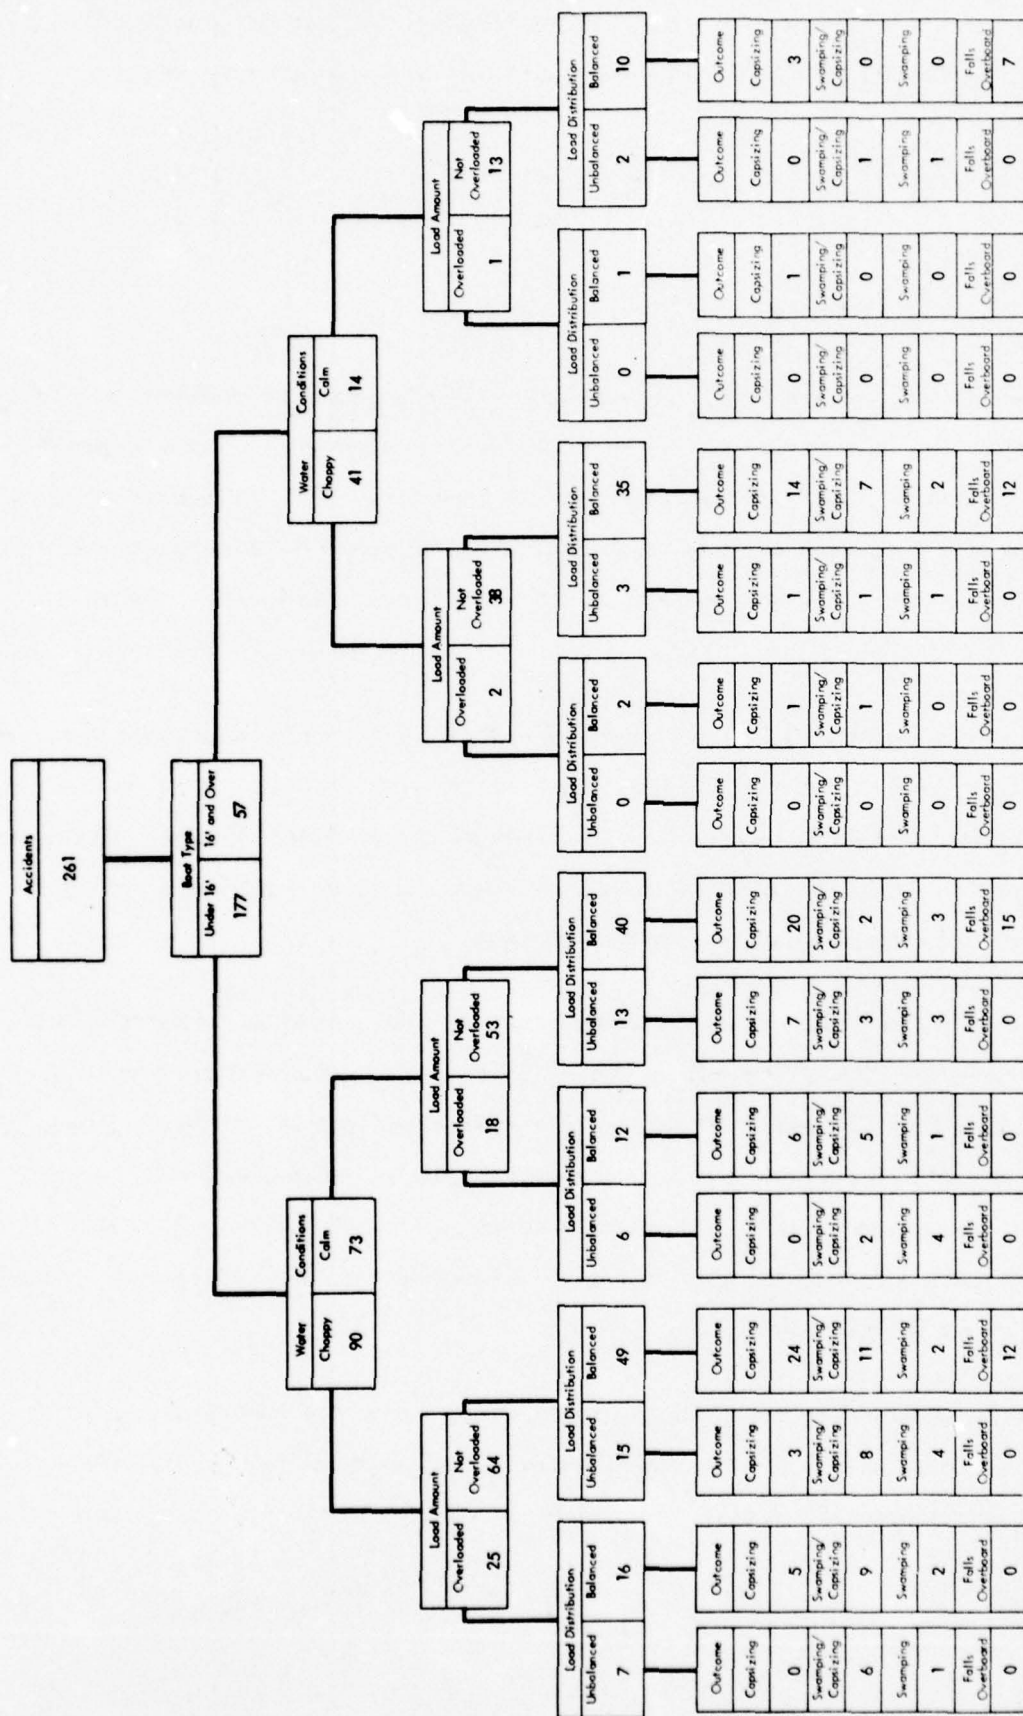 Accidents
261
Boat Type
Under 16' 16' and Over
177 57
Water Conditions
Choppy Calm
90 73
Water Conditions
Choppy Calm
41 14
Load Amount
Overloaded Not Overloaded
25 64
Load Amount
Overloaded Not Overloaded
18 53
Load Amount
Overloaded Not Overloaded
2 38
Load Amount
Overloaded Not Overloaded
1 13
Load Distribution
Unbalanced Balanced
7 16
Load Distribution
Unbalanced Balanced
15 49
Load Distribution
Unbalanced Balanced
6 12
Load Distribution
Unbalanced Balanced
13 40
Load Distribution
Unbalanced Balanced
0 2
Load Distribution
Unbalanced Balanced
3 35
Load Distribution
Unbalanced Balanced
0 1
Load Distribution
Unbalanced Balanced
2 10
Outcome
Capsizing
0
Swamping/
Capsizing
6
Swamping
1
Falls
Overboard
0
Outcome
Capsizing
5
Swamping/
Capsizing
9
Swamping
2
Falls
Overboard
0
Outcome
Capsizing
3
Swamping/
Capsizing
8
Swamping
4
Falls
Overboard
0
Outcome
Capsizing
24
Swamping/
Capsizing
11
Swamping
2
Falls
Overboard
12
Outcome
Capsizing
0
Swamping/
Capsizing
2
Swamping
4
Falls
Overboard
0
Outcome
Capsizing
6
Swamping/
Capsizing
5
Swamping
1
Falls
Overboard
0
Outcome
Capsizing
7
Swamping/
Capsizing
3
Swamping
3
Falls
Overboard
0
Outcome
Capsizing
20
Swamping/
Capsizing
2
Swamping
3
Falls
Overboard
15
Outcome
Capsizing
0
Swamping/
Capsizing
0
Swamping
0
Falls
Overboard
0
Outcome
Capsizing
1
Swamping/
Capsizing
1
Swamping
0
Falls
Overboard
0
Outcome
Capsizing
1
Swamping/
Capsizing
1
Swamping
1
Falls
Overboard
0
Outcome
Capsizing
14
Swamping/
Capsizing
7
Swamping
2
Falls
Overboard
12
Outcome
Capsizing
0
Swamping/
Capsizing
0
Swamping
0
Falls
Overboard
0
Outcome
Capsizing
1
Swamping/
Capsizing
0
Swamping
0
Falls
Overboard
0
Outcome
Capsizing
0
Swamping/
Capsizing
1
Swamping
1
Falls
Overboard
0
Outcome
Capsizing
3
Swamping/
Capsizing
0
Swamping
0
Falls
Overboard
7